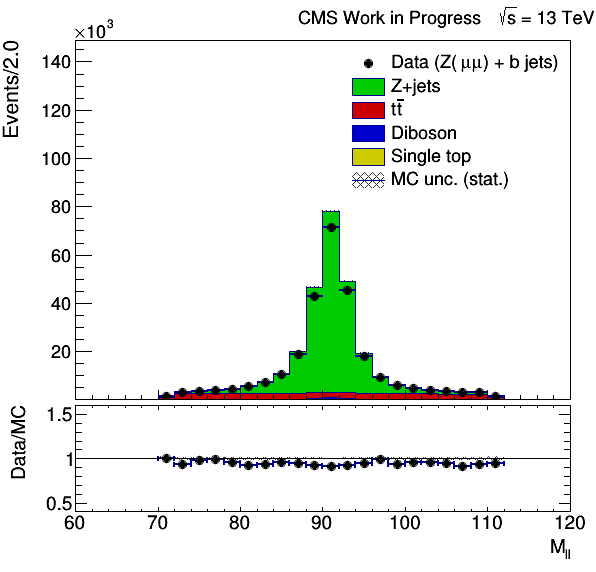 CMS Work in Progress √s = 13 TeV
×10³
Events/2.0
140
120
100
80
60
40
20
Data (Z(μμ) + b jets)
Z+jets
tt̄
Diboson
Single top
MC unc. (stat.)
Data/MC
1.5
1
0.5
60 70 80 90 100 110 120
M_ll